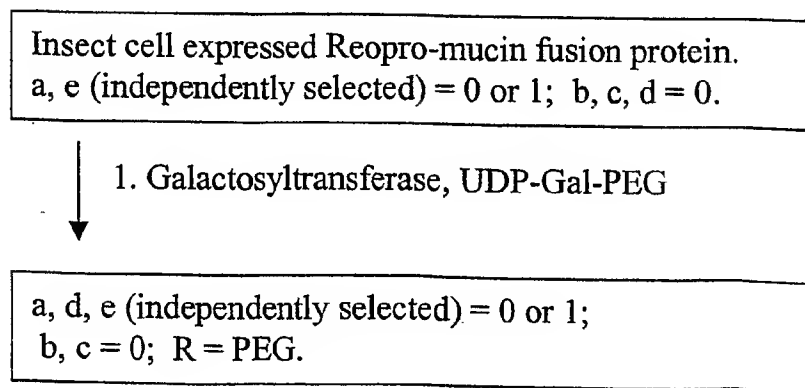 Insect cell expressed Reopro-mucin fusion protein.
a, e (independently selected) = 0 or 1; b, c, d = 0.
1. Galactosyltransferase, UDP-Gal-PEG
a, d, e (independently selected) = 0 or 1;
b, c = 0; R = PEG.